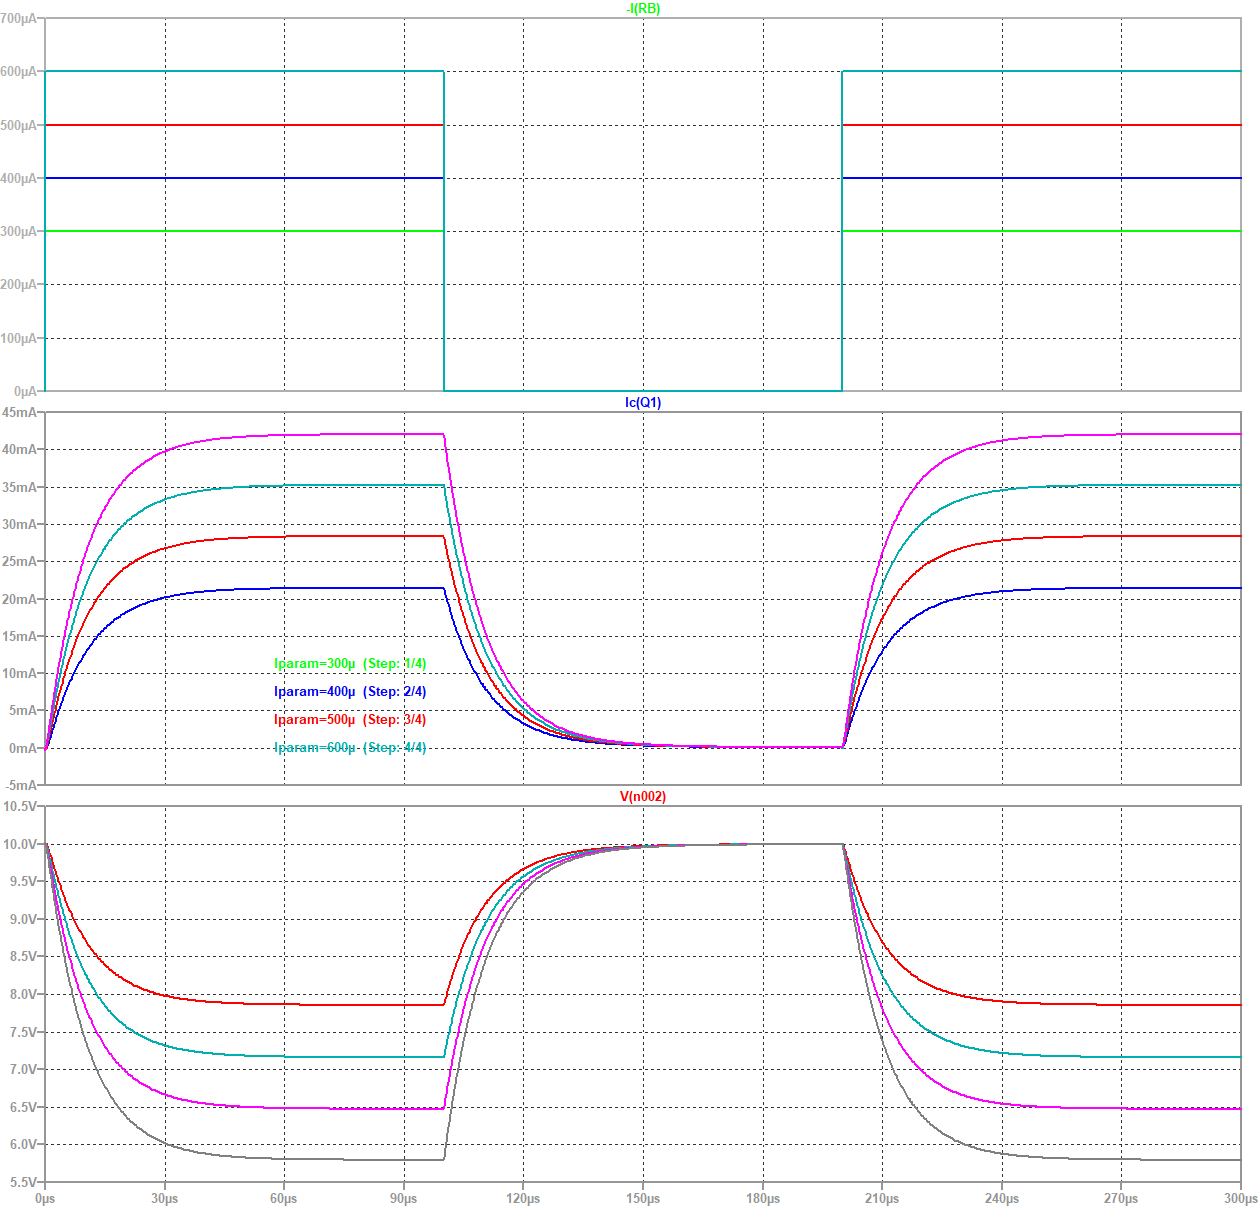 -I(RB)
700µA
600µA
500µA
400µA
300µA
200µA
100µA
0µA
Ic(Q1)
45mA
40mA
35mA
30mA
25mA
20mA
15mA
10mA
5mA
0mA
-5mA
Iparam=300µ (Step: 1/4)
Iparam=400µ (Step: 2/4)
Iparam=500µ (Step: 3/4)
Iparam=600µ (Step: 4/4)
V(n002)
10.5V
10.0V
9.5V
9.0V
8.5V
8.0V
7.5V
7.0V
6.5V
6.0V
5.5V
0µs 30µs 60µs 90µs 120µs 150µs 180µs 210µs 240µs 270µs 300µs